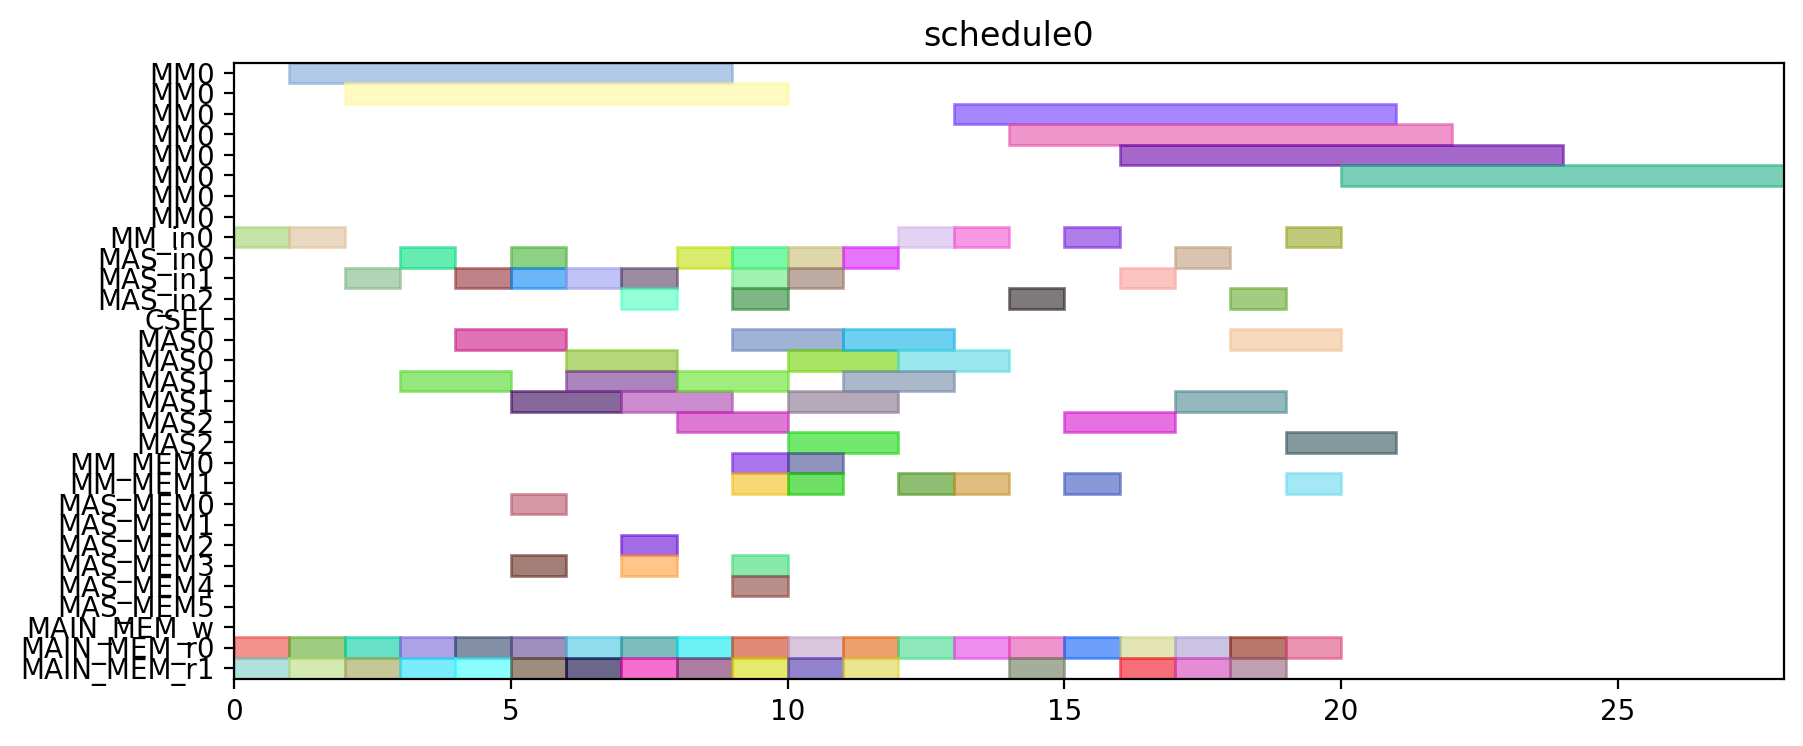 schedule0
MM0
MM0
MM0
MM0
MM0
MM0
MM0
MM0
MM_in0
MAS_in0
MAS_in1
MAS_in2
CSEL
MAS0
MAS0
MAS1
MAS1
MAS2
MAS2
MM_MEM0
MM_MEM1
MAS_MEM0
MAS_MEM1
MAS_MEM2
MAS_MEM3
MAS_MEM4
MAS_MEM5
MAIN_MEM_w
MAIN_MEM_r0
MAIN_MEM_r1
0 5 10 15 20 25